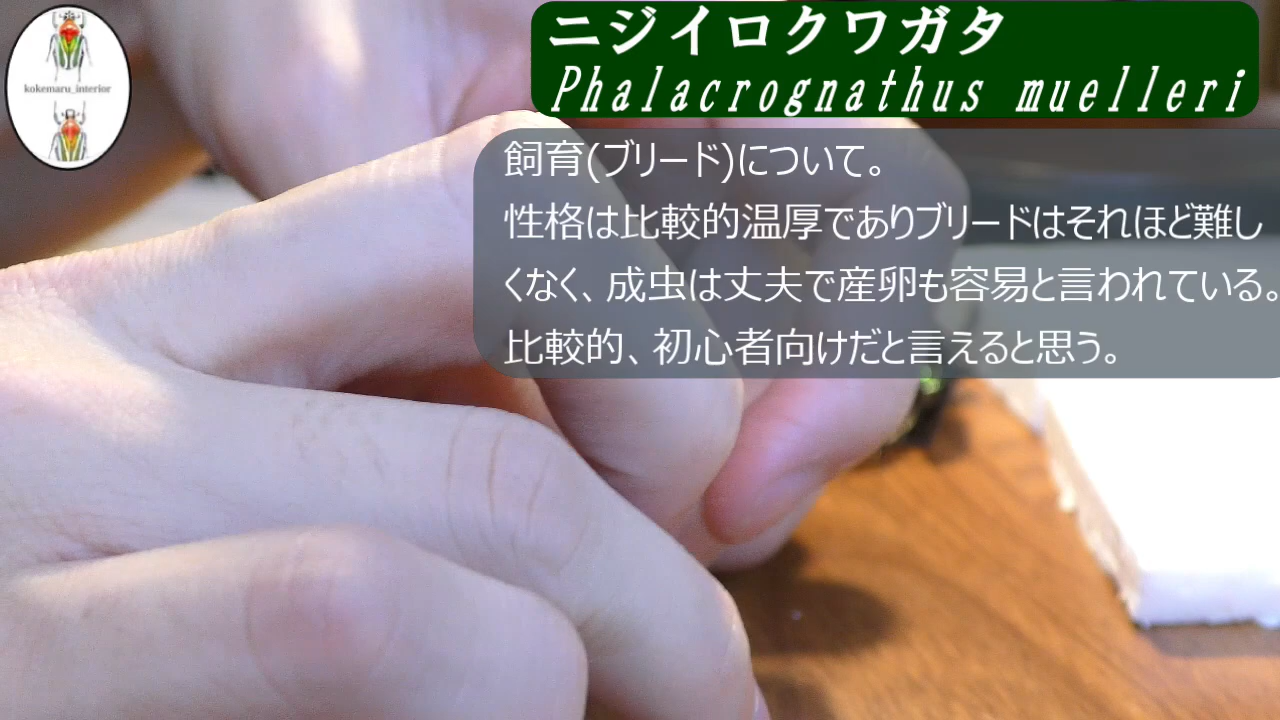 kokemaru_interior
ニジイロクワガタ
Phalacrognathus muelleri
飼育(ブリード)について。
性格は比較的温厚でありブリードはそれほど難し
くなく、成虫は丈夫で産卵も容易と言われている。
比較的、初心者向けだと言えると思う。